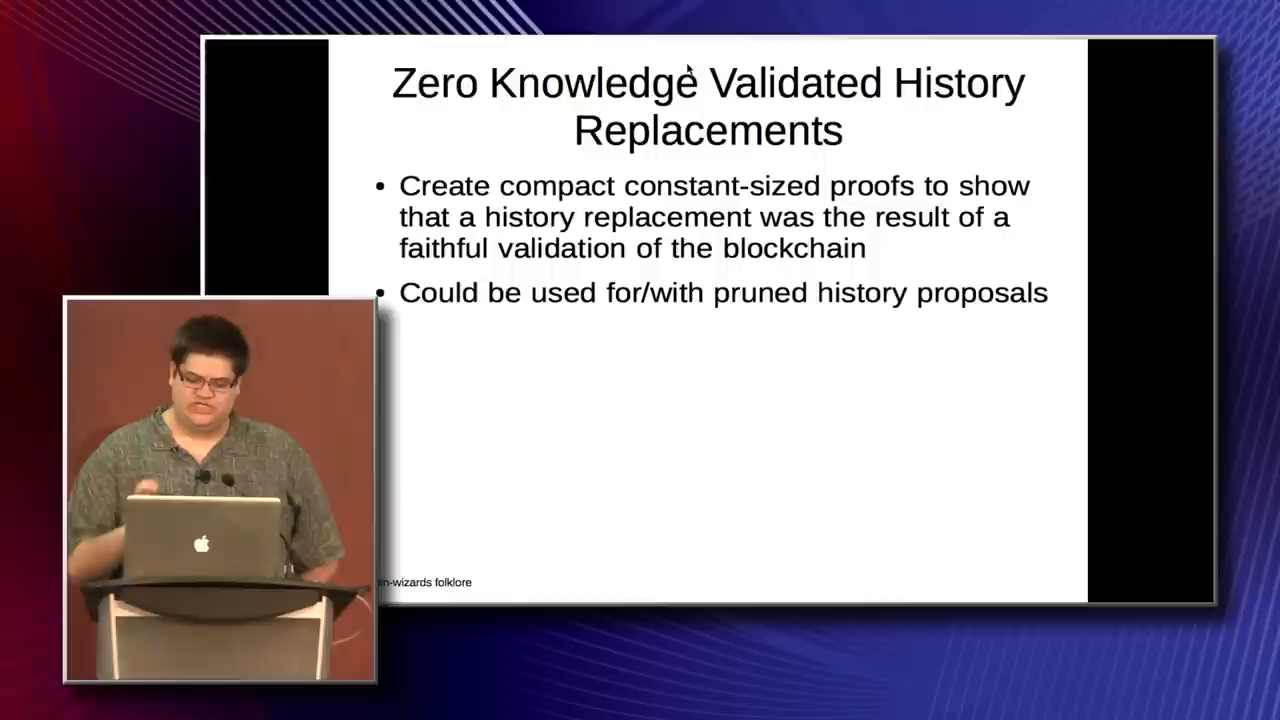 Zero Knowledge Validated History
Replacements
• Create compact constant-sized proofs to show
that a history replacement was the result of a
faithful validation of the blockchain
• Could be used for/with pruned history proposals
in-wizards folklore